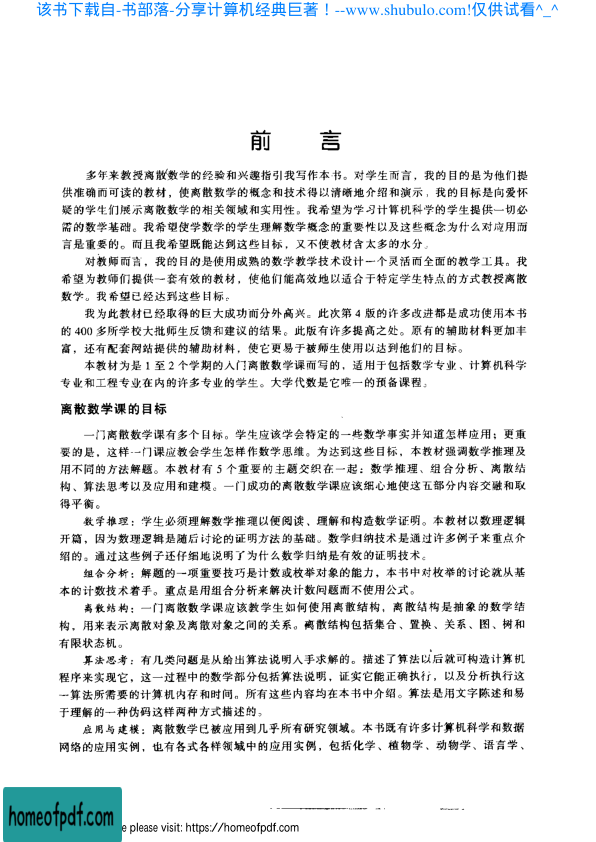 该书下载自-书部落-分享计算机经典巨著！--www.shubulo.com!仅供试看^_^
前 言
多年来教授离散数学的经验和兴趣指引我写作本书。对学生而言，我的目的是为他们提
供准确而可读的教材，使离散数学的概念和技术得以清晰地介绍和演示。我的目标是向爱怀
疑的学生们展示离散数学的相关领域和实用性。我希望为学习计算机科学的学生提供一切必
需的数学基础。我希望使学数学的学生理解数学概念的重要性以及这些概念为什么对应用而
言是重要的。而且我希望既能达到这些目标，又不使教材含太多的水分。
对教师而言，我的目的是使用成熟的数学教学技术设计一个灵活而全面的教学工具。我
希望为教师们提供一套有效的教材，使他们能高效地以适合于特定学生特点的方式教授离散
数学。我希望已经达到这些目标。
我为此教材已经取得的巨大成功而分外高兴。此次第 4 版的许多改进都是成功使用本书
的 400 多所学校大批师生反馈和建议的结果。此版有许多提高之处。原有的辅助材料更加丰
富，还有配套网站提供的辅助材料，使它更易于被师生使用以达到他们的目标。
本教材为是 1 至 2 个学期的入门离散数学课而写的，适用于包括数学专业、计算机科学
专业和工程专业在内的许多专业的学生。大学代数是它唯一的预备课程。
离散数学课的目标
一门离散数学课有多个目标。学生应该学会特定的一些数学事实并知道怎样应用；更重
要的是，这样一门课应教会学生怎样作数学思维。为达到这些目标，本教材强调数学推理及
用不同的方法解题。本教材有 5 个重要的主题交织在一起：数学推理、组合分析、离散结
构、算法思考以及应用和建模。一门成功的离散数学课应该细心地使这五部分内容交融和取
得平衡。
数学推理：学生必须理解数学推理以便阅读、理解和构造数学证明。本教材以数理逻辑
开篇，因为数理逻辑是随后讨论的证明方法的基础。数学归纳技术是通过许多例子来重点介
绍的。通过这些例子还仔细地说明了为什么数学归纳是有效的证明技术。
组合分析：解题的一项重要技巧是计数或枚举对象的能力，本书中对枚举的讨论就从基
本的计数技术着手。重点是用组合分析来解决计数问题而不使用公式。
离散结构：一门离散数学课应该教学生如何使用离散结构，离散结构是抽象的数学结
构，用来表示离散对象及离散对象之间的关系。离散结构包括集合、置换、关系、图、树和
有限状态机。
算法思考：有几类问题是从给出算法说明入手求解的。描述了算法以后就可构造计算机
程序来实现它，这一过程中的数学部分包括算法说明，证实它能正确执行，以及分析执行这
一算法所需要的计算机内存和时间。所有这些内容均在本书中介绍。算法是用文字陈述和易
于理解的一种伪码这样两种方式描述的。
应用与建模：离散数学已被应用到几乎所有研究领域。本书既有许多计算机科学和数据
网络的应用实例，也有各式各样领域中的应用实例，包括化学、植物学、动物学、语言学、
homeofpdf.com
e please visit: https://homeofpdf.com